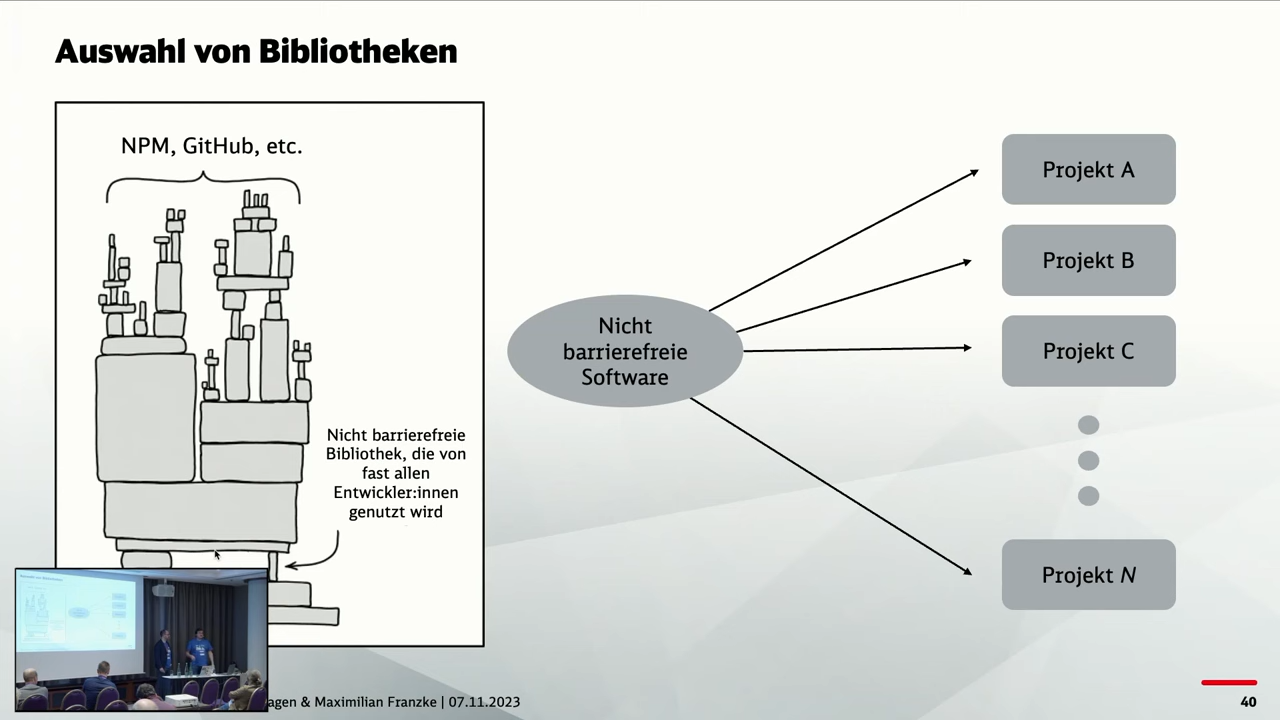 Auswahl von Bibliotheken
NPM, GitHub, etc.
Nicht barrierefreie
Bibliothek, die von
fast allen
Entwickler:innen
genutzt wird
Nicht
barrierefreie
Software
Projekt A
Projekt B
Projekt C
Projekt N
& Maximilian Franzke | 07.11.2023
40